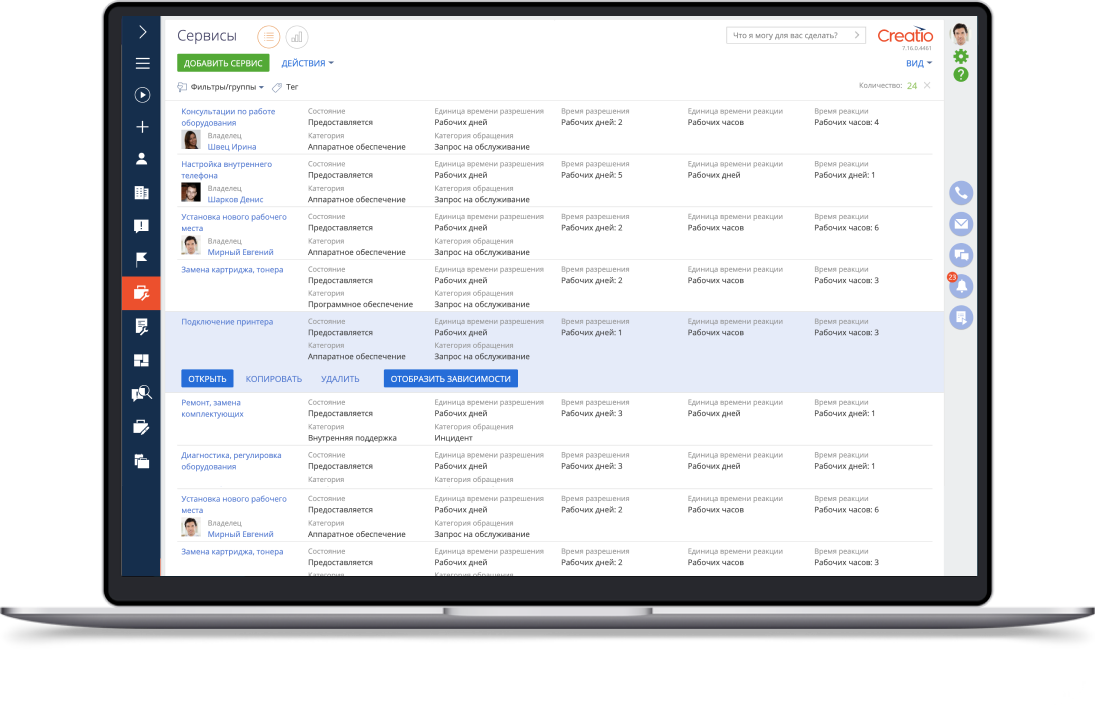 Сервисы
Что я могу для вас сделать?
Creatio
7.16.0.4461
ДОБАВИТЬ СЕРВИС ДЕЙСТВИЯ
ВИД
Фильтры/группы Тег
Количество: 24
Консультации по работе оборудования
Состояние Единица времени разрешения Время разрешения Единица времени реакции Время реакции
Предоставляется Рабочих дней Рабочих дней: 2 Рабочих часов Рабочих часов: 4
Владелец Категория Категория обращения
Швец Ирина Аппаратное обеспечение Запрос на обслуживание
Настройка внутреннего телефона
Состояние Единица времени разрешения Время разрешения Единица времени реакции Время реакции
Предоставляется Рабочих дней Рабочих дней: 5 Рабочих дней Рабочих дней: 1
Владелец Категория Категория обращения
Шарков Денис Аппаратное обеспечение Запрос на обслуживание
Установка нового рабочего места
Состояние Единица времени разрешения Время разрешения Единица времени реакции Время реакции
Предоставляется Рабочих дней Рабочих дней: 2 Рабочих часов Рабочих часов: 6
Владелец Категория Категория обращения
Мирный Евгений Аппаратное обеспечение Запрос на обслуживание
Замена картриджа, тонера
Состояние Единица времени разрешения Время разрешения Единица времени реакции Время реакции
Предоставляется Рабочих дней Рабочих дней: 2 Рабочих часов Рабочих часов: 3
Категория Категория обращения
Программное обеспечение Запрос на обслуживание
23
Подключение принтера
Состояние Единица времени разрешения Время разрешения Единица времени реакции Время реакции
Предоставляется Рабочих дней Рабочих дней: 1 Рабочих часов Рабочих часов: 3
Категория Категория обращения
Аппаратное обеспечение Запрос на обслуживание
ОТКРЫТЬ КОПИРОВАТЬ УДАЛИТЬ ОТОБРАЗИТЬ ЗАВИСИМОСТИ
Ремонт, замена комплектующих
Состояние Единица времени разрешения Время разрешения Единица времени реакции Время реакции
Предоставляется Рабочих дней Рабочих дней: 3 Рабочих дней Рабочих дней: 1
Категория Категория обращения
Внутренняя поддержка Инцидент
Диагностика, регулировка оборудования
Состояние Единица времени разрешения Время разрешения Единица времени реакции Время реакции
Предоставляется Рабочих дней Рабочих дней: 3 Рабочих дней Рабочих дней: 1
Категория Категория обращения
Установка нового рабочего места
Состояние Единица времени разрешения Время разрешения Единица времени реакции Время реакции
Предоставляется Рабочих дней Рабочих дней: 2 Рабочих часов Рабочих часов: 6
Владелец Категория Категория обращения
Мирный Евгений Аппаратное обеспечение Запрос на обслуживание
Замена картриджа, тонера
Состояние Единица времени разрешения Время разрешения Единица времени реакции Время реакции
Предоставляется Рабочих дней Рабочих дней: 2 Рабочих часов Рабочих часов: 3
Категория Категория обращения